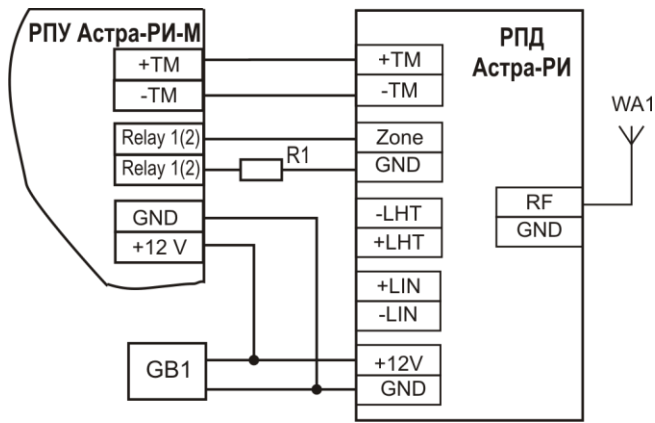 РПУ Астра-РИ-М
+ТМ
-ТМ
Relay 1(2)
Relay 1(2)
GND
+12 V
GB1
R1
РПД
Астра-РИ
+ТМ
-ТМ
Zone
GND
-LHT
+LHT
+LIN
-LIN
+12V
GND
RF
GND
WA1